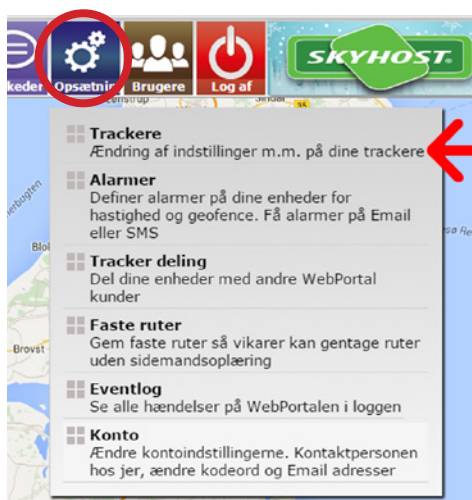 keder Opsætnin Brugere Log af
SKYHOST.
Trackere
Ændring af indstillinger m.m. på dine trackere
Alarmer
Definer alarmer på dine enheder for
hastighed og geofence. Få alarmer på Email
eller SMS
Tracker deling
Del dine enheder med andre WebPortal
kunder
Faste ruter
Gem faste ruter så vikarer kan gentage ruter
uden sidemandsoplæring
Brovst
Eventlog
Se alle hændelser på WebPortalen i loggen
Konto
Ændre kontoindstillingerne. Kontaktpersonen
hos jer, ændre kodeord og Email adresser